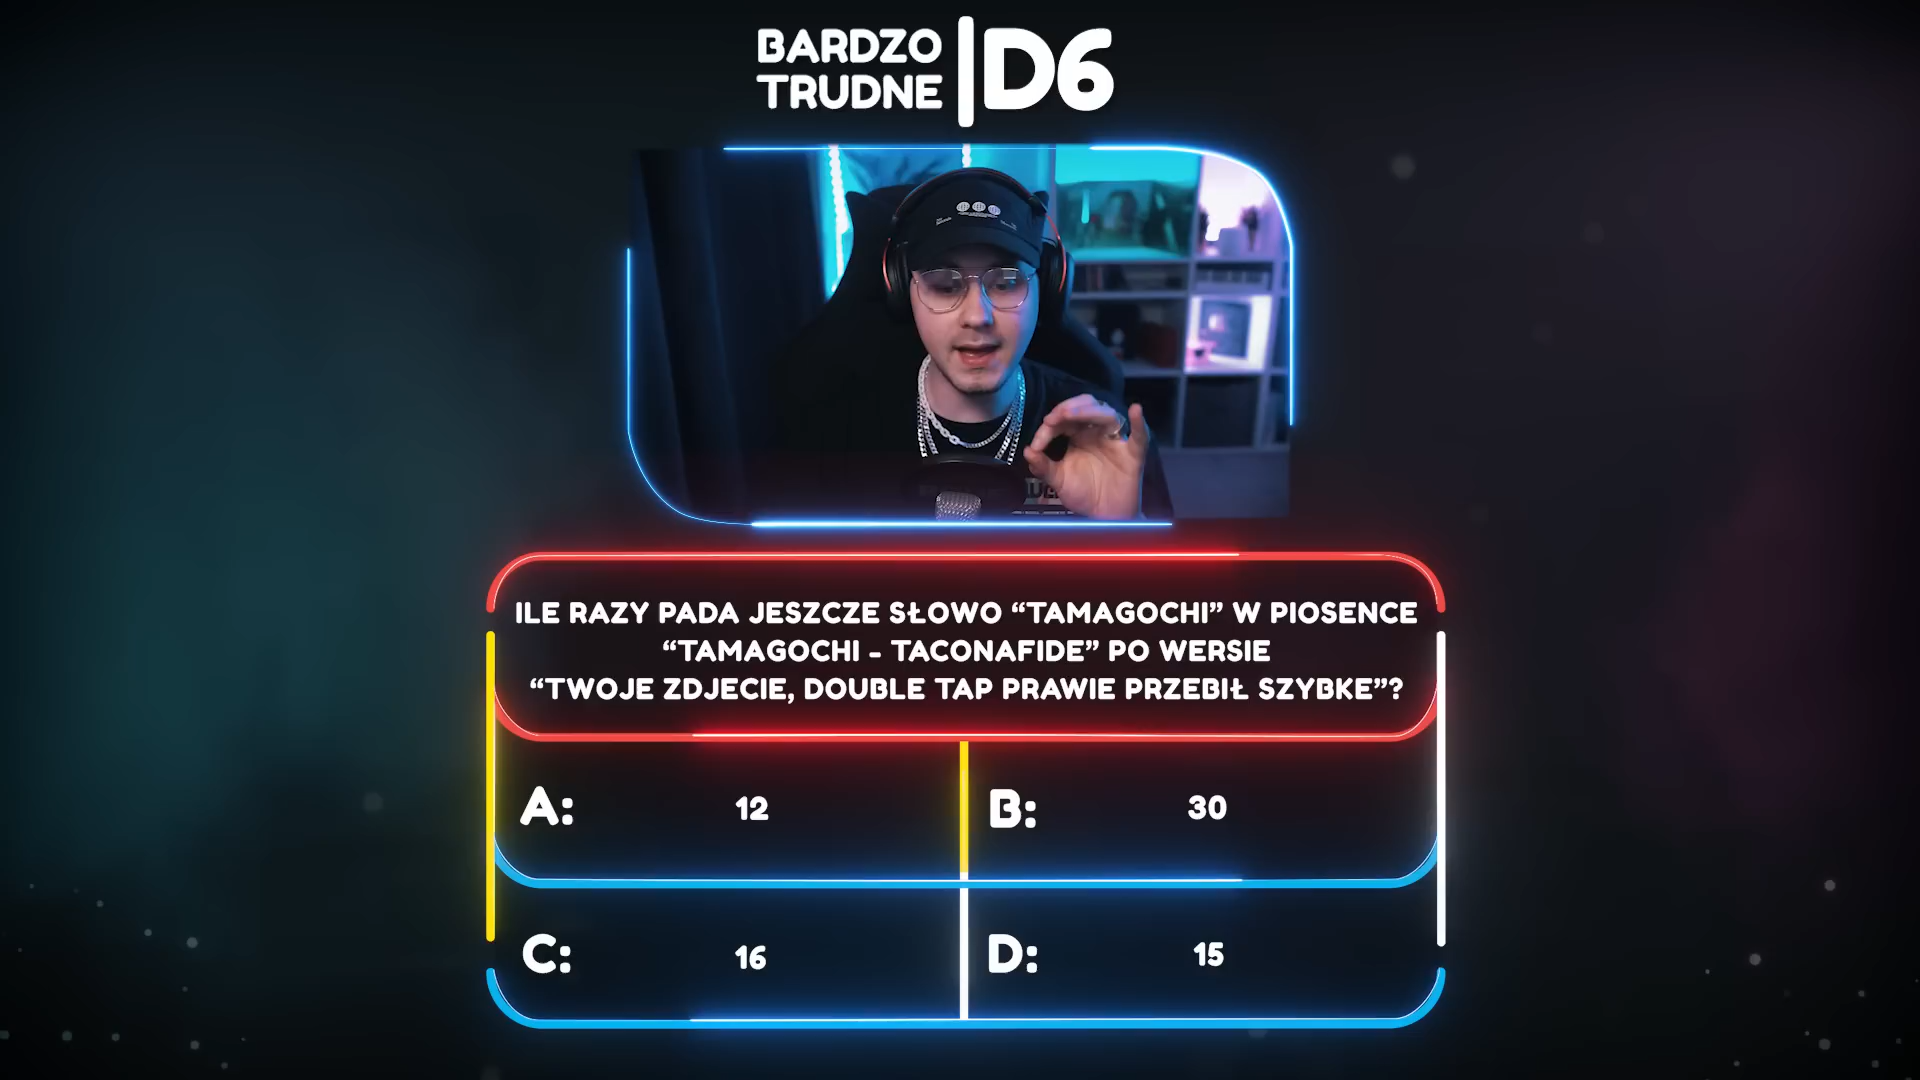 BARDZO
TRUDNE
D6
ILE RAZY PADA JESZCZE SŁOWO “TAMAGOCHI” W PIOSENCE
“TAMAGOCHI - TACONAFIDE” PO WERSIE
“TWOJE ZDJECIE, DOUBLE TAP PRAWIE PRZEBIŁ SZYBKE”?
A: 12
B: 30
C: 16
D: 15